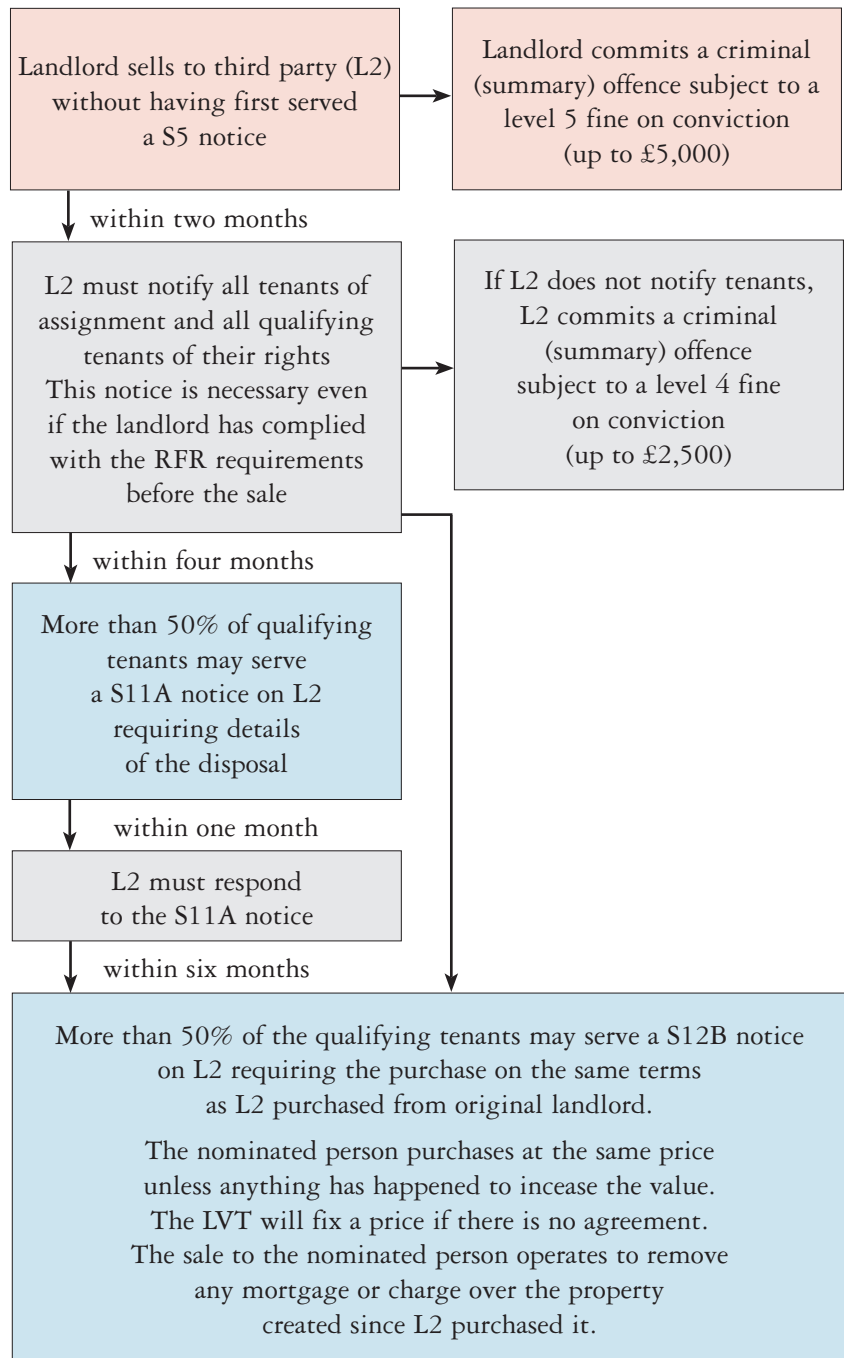 Landlord sells to third party (L2)
without having first served
a S5 notice
Landlord commits a criminal
(summary) offence subject to a
level 5 fine on conviction
(up to £5,000)
within two months
L2 must notify all tenants of
assignment and all qualifying
tenants of their rights
This notice is necessary even
if the landlord has complied
with the RFR requirements
before the sale
If L2 does not notify tenants,
L2 commits a criminal
(summary) offence
subject to a level 4 fine
on conviction
(up to £2,500)
within four months
More than 50% of qualifying
tenants may serve
a S11A notice on L2
requiring details
of the disposal
within one month
L2 must respond
to the S11A notice
within six months
More than 50% of the qualifying tenants may serve a S12B notice
on L2 requiring the purchase on the same terms
as L2 purchased from original landlord.
The nominated person purchases at the same price
unless anything has happened to incease the value.
The LVT will fix a price if there is no agreement.
The sale to the nominated person operates to remove
any mortgage or charge over the property
created since L2 purchased it.